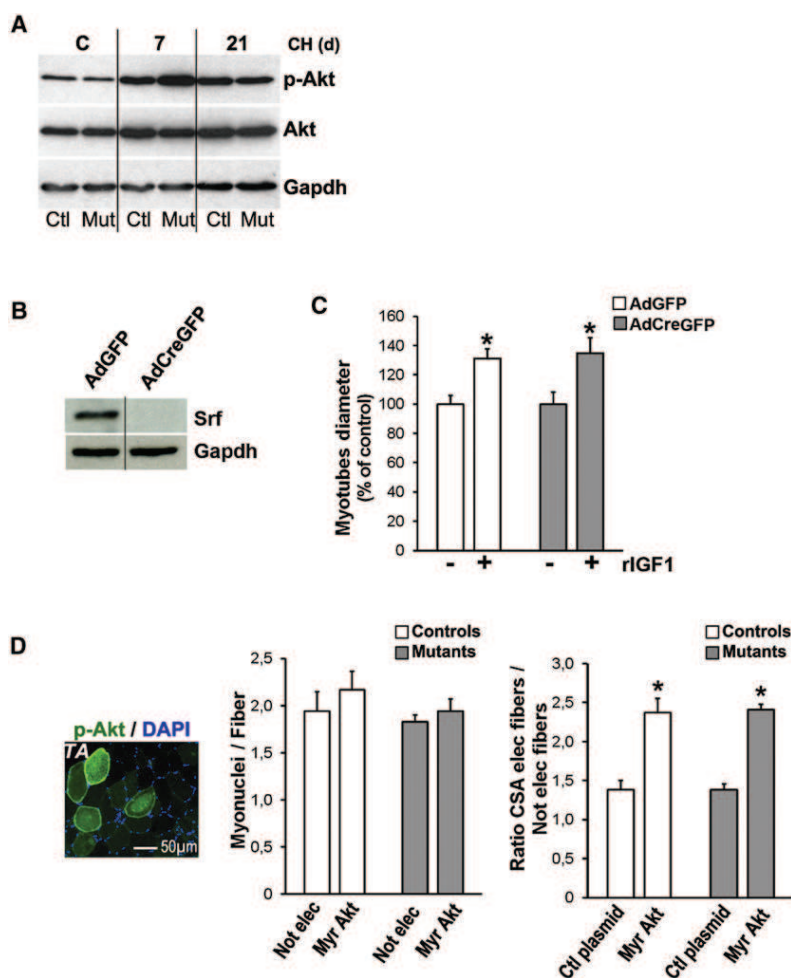 A
C 7 21 CH (d)
p-Akt
Akt
Gapdh
Ctl Mut Ctl Mut Ctl Mut
B
AdGFP AdCreGFP
Srf
Gapdh
C
AdGFP
AdCreGFP
Myotubes diameter
(% of control)
160
140
120
100
80
60
40
20
0
- + - + rIGF1
D
p-Akt / DAPI
TA
50µm
Controls
Mutants
Myonuclei / Fiber
2,5
2,0
1,5
1,0
0,5
0
Not elec Myr Akt Not elec Myr Akt
Controls
Mutants
Ratio CSA elec fibers /
Not elec fibers
3,0
2,5
2,0
1,5
1,0
0,5
0
Ctl plasmid Myr Akt Ctl plasmid Myr Akt